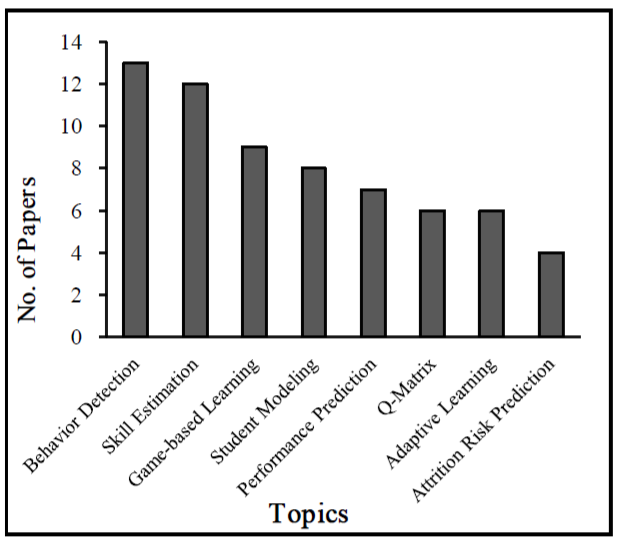 14
12
10
8
6
4
2
0
No. of Papers
Behavior Detection
Skill Estimation
Game-based Learning
Student Modeling
Performance Prediction
Q-Matrix
Adaptive Learning
Attrition Risk Prediction
Topics